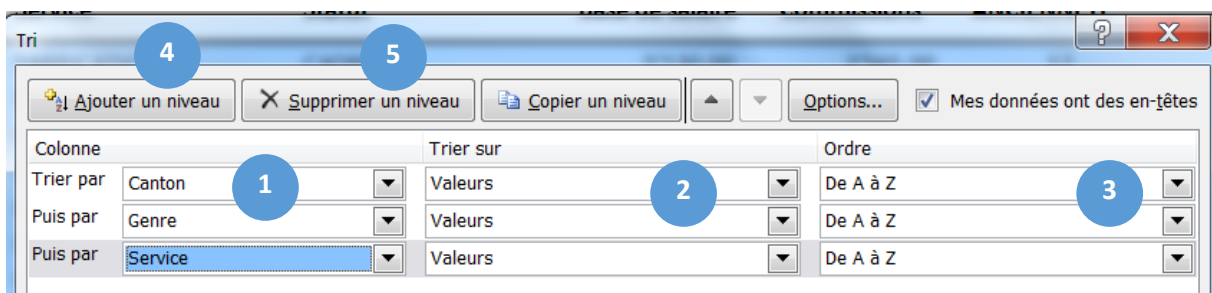 Tri
4
5
Ajouter un niveau Supprimer un niveau Copier un niveau Options... Mes données ont des en-têtes
Colonne Trier sur Ordre
Trier par Canton 1 Valeurs 2 De A à Z 3
Puis par Genre Valeurs De A à Z
Puis par Service Valeurs De A à Z